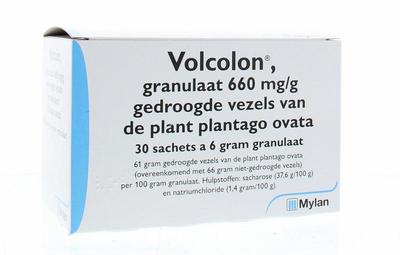 Volcolon®,
granulaat 660 mg/g
gedroogde vezels van
de plant plantago ovata
30 sachets a 6 gram granulaat
61 gram gedroogde vezels van de plant plantago ovata
(overeenkomend met 66 gram niet-gedroogde vezels)
per 100 gram granulaat. Hulpstoffen: sacharose (37,6 g/100 g)
en natriumchloride (1,4 gram/100 g).
Mylan